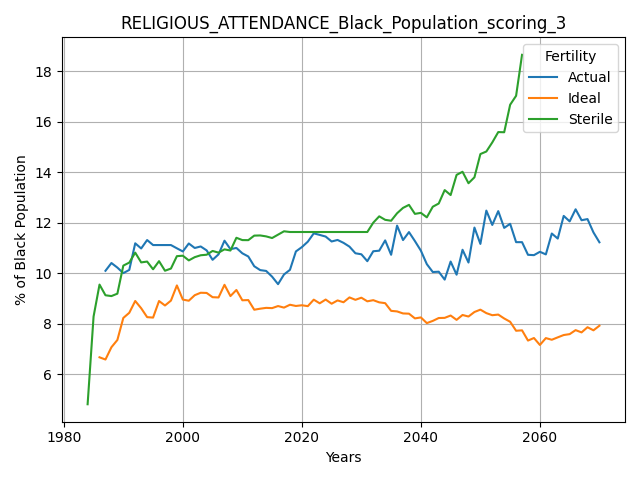 RELIGIOUS_ATTENDANCE_Black_Population_scoring_3
Fertility
Actual
Ideal
Sterile
% of Black Population
18
16
14
12
10
8
6
1980
2000
2020
2040
2060
Years